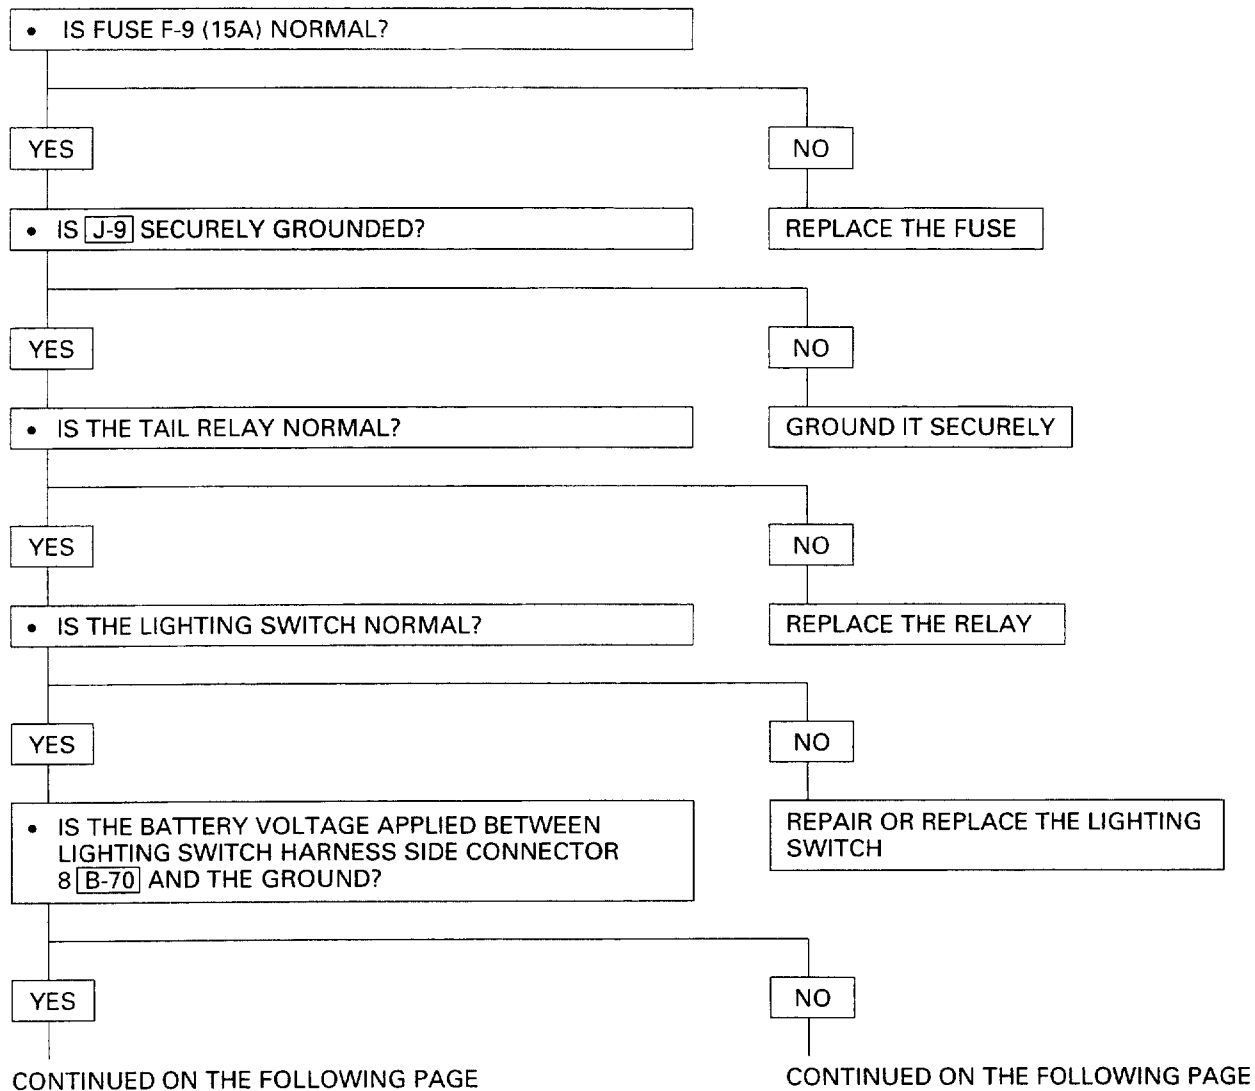 • IS FUSE F-9 (15A) NORMAL?
YES
NO
• IS J-9 SECURELY GROUNDED?
REPLACE THE FUSE
YES
NO
• IS THE TAIL RELAY NORMAL?
GROUND IT SECURELY
YES
NO
• IS THE LIGHTING SWITCH NORMAL?
REPLACE THE RELAY
YES
NO
• IS THE BATTERY VOLTAGE APPLIED BETWEEN
LIGHTING SWITCH HARNESS SIDE CONNECTOR
8 B-70 AND THE GROUND?
REPAIR OR REPLACE THE LIGHTING
SWITCH
YES
NO
CONTINUED ON THE FOLLOWING PAGE
CONTINUED ON THE FOLLOWING PAGE